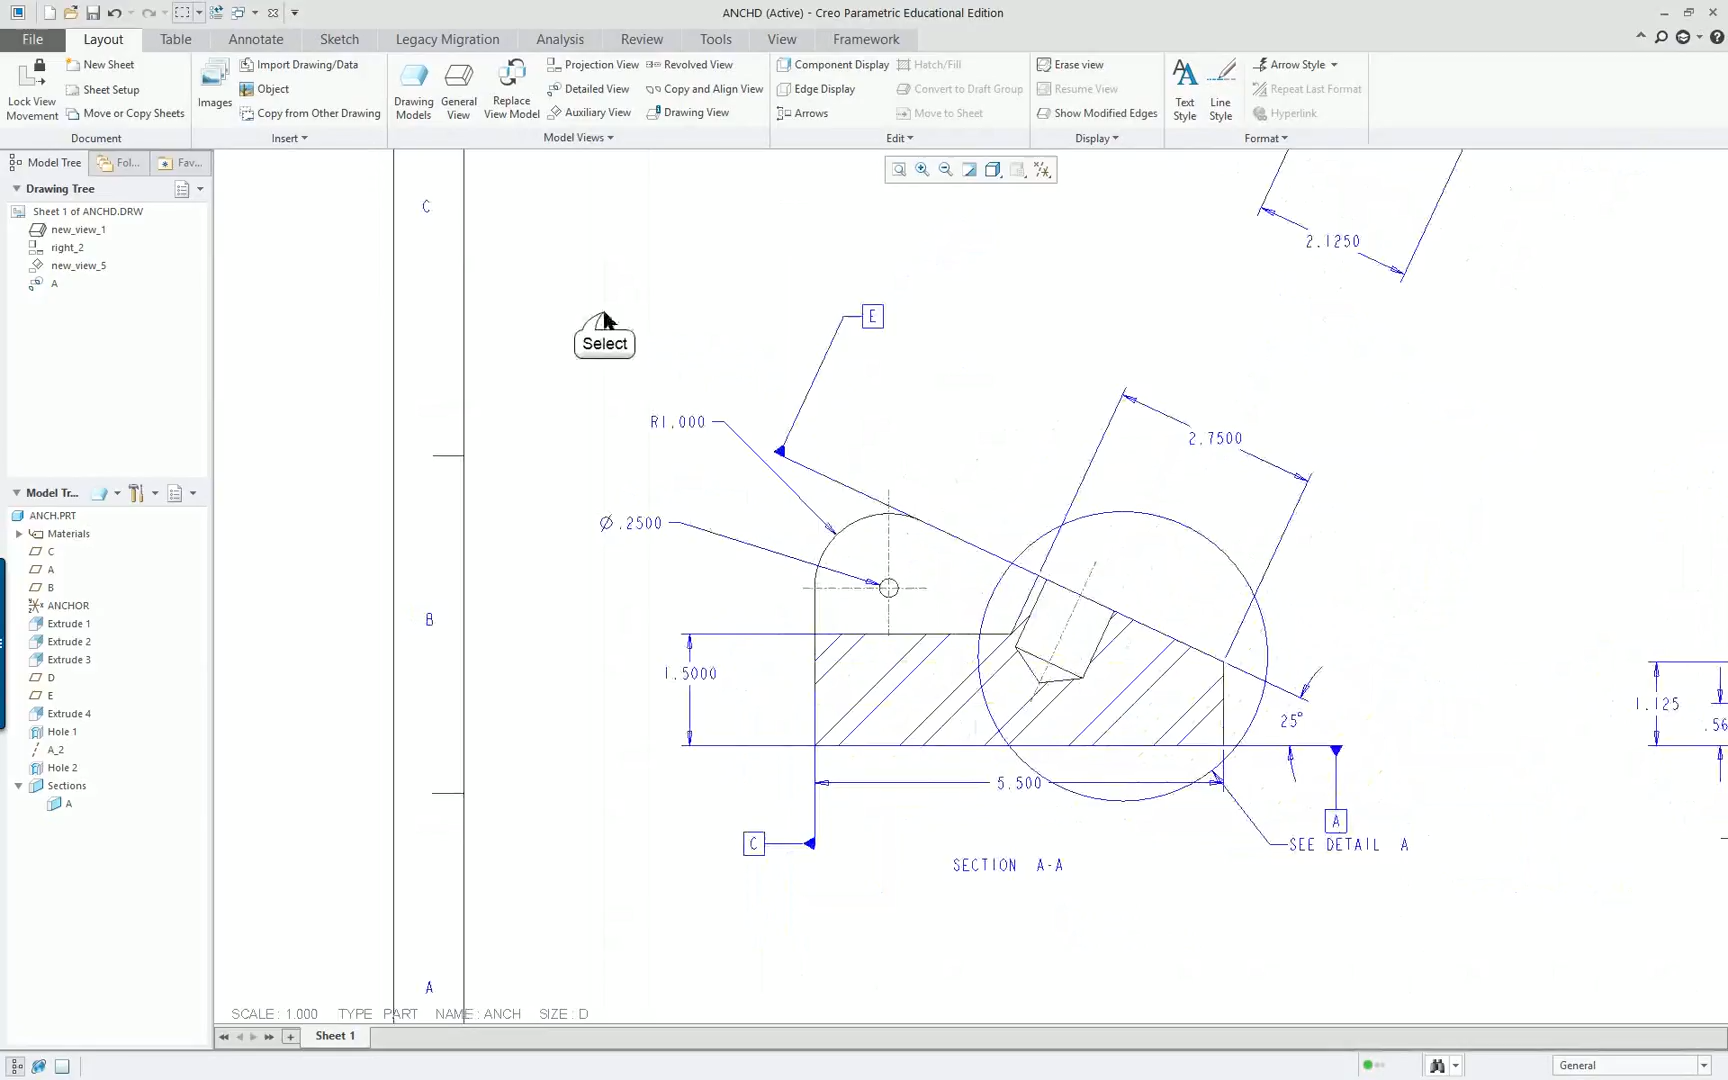 ANCHD (Active) - Creo Parametric Educational Edition
File Layout Table Annotate Sketch Legacy Migration Analysis Review Tools View Framework
Lock View Movement
New Sheet
Sheet Setup
Move or Copy Sheets
Document
Images
Import Drawing/Data
Object
Copy from Other Drawing
Insert
Drawing Models
General View
Replace View Model
Projection View
Detailed View
Auxiliary View
Revolved View
Copy and Align View
Drawing View
Model Views
Component Display
Edge Display
Arrows
Hatch/Fill
Convert to Draft Group
Move to Sheet
Edit
Erase view
Resume View
Show Modified Edges
Display
Text Style
Line Style
Arrow Style
Repeat Last Format
Hyperlink
Format
Model Tree Fol... Fav...
Drawing Tree
Sheet 1 of ANCHD.DRW
new_view_1
right_2
new_view_5
A
Model Tr...
ANCH.PRT
Materials
C
A
B
ANCHOR
Extrude 1
Extrude 2
Extrude 3
D
E
Extrude 4
Hole 1
A_2
Hole 2
Sections
A
C
2.1250
E
Select
R1.000
2.7500
Ø.2500
B
1.5000
25°
1.125
.56
5.500
A
C
SEE DETAIL A
SECTION A-A
A
SCALE : 1.000 TYPE : PART NAME : ANCH SIZE : D
Sheet 1
General